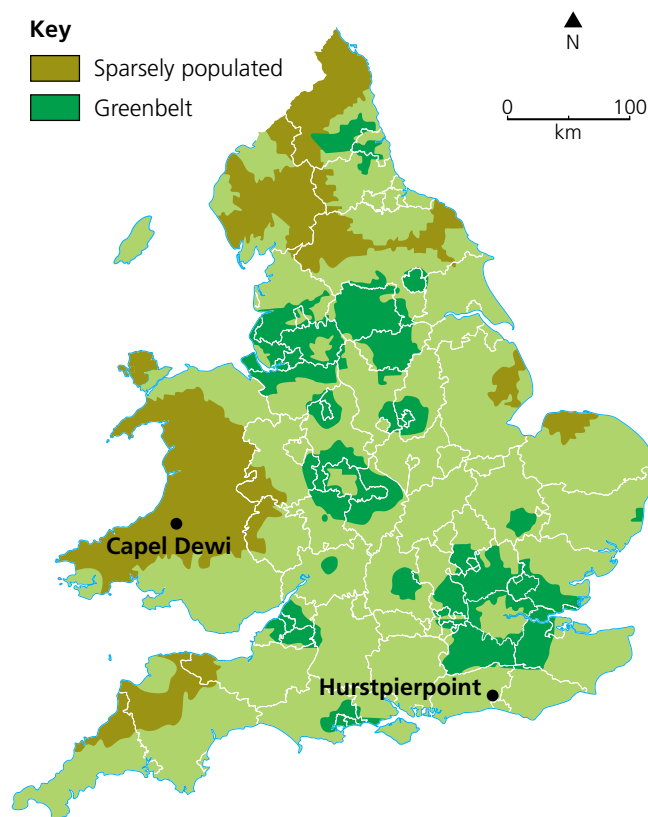 Key
Sparsely populated
Greenbelt
N
0 100
km
Capel Dewi
Hurstpierpoint